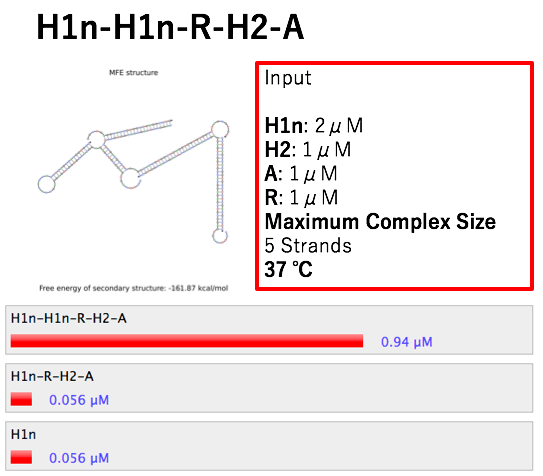 H1n-H1n-R-H2-A
MFE structure
Free energy of secondary structure: -161.87 kcal/mol
Input
H1n: 2 μ M
H2: 1 μ M
A: 1 μ M
R: 1 μ M
Maximum Complex Size
5 Strands
37 ℃
H1n-H1n-R-H2-A
0.94 μM
H1n-R-H2-A
0.056 μM
H1n
0.056 μM